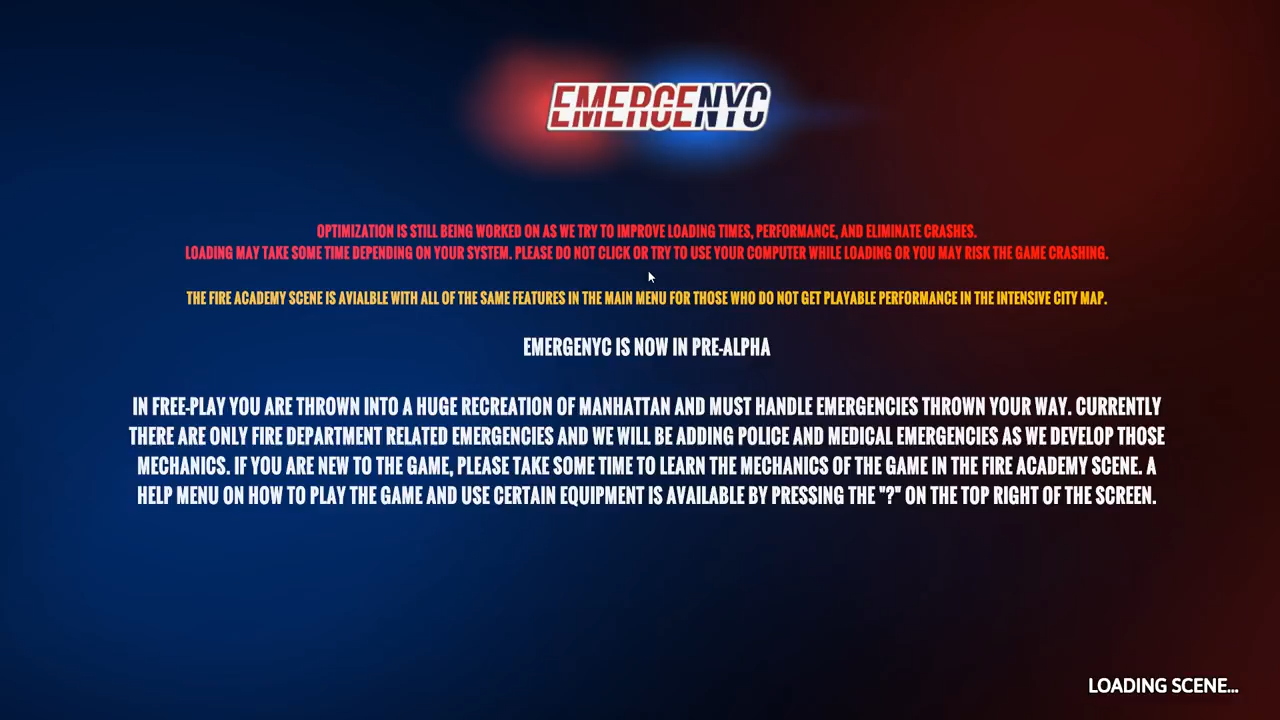 EMERGENYC
OPTIMIZATION IS STILL BEING WORKED ON AS WE TRY TO IMPROVE LOADING TIMES, PERFORMANCE, AND ELIMINATE CRASHES.
LOADING MAY TAKE SOME TIME DEPENDING ON YOUR SYSTEM. PLEASE DO NOT CLICK OR TRY TO USE YOUR COMPUTER WHILE LOADING OR YOU MAY RISK THE GAME CRASHING.
THE FIRE ACADEMY SCENE IS AVIALBLE WITH ALL OF THE SAME FEATURES IN THE MAIN MENU FOR THOSE WHO DO NOT GET PLAYABLE PERFORMANCE IN THE INTENSIVE CITY MAP.
EMERGENYC IS NOW IN PRE-ALPHA
IN FREE-PLAY YOU ARE THROWN INTO A HUGE RECREATION OF MANHATTAN AND MUST HANDLE EMERGENCIES THROWN YOUR WAY. CURRENTLY
THERE ARE ONLY FIRE DEPARTMENT RELATED EMERGENCIES AND WE WILL BE ADDING POLICE AND MEDICAL EMERGENCIES AS WE DEVELOP THOSE
MECHANICS. IF YOU ARE NEW TO THE GAME, PLEASE TAKE SOME TIME TO LEARN THE MECHANICS OF THE GAME IN THE FIRE ACADEMY SCENE. A
HELP MENU ON HOW TO PLAY THE GAME AND USE CERTAIN EQUIPMENT IS AVAILABLE BY PRESSING THE "?" ON THE TOP RIGHT OF THE SCREEN.
LOADING SCENE...